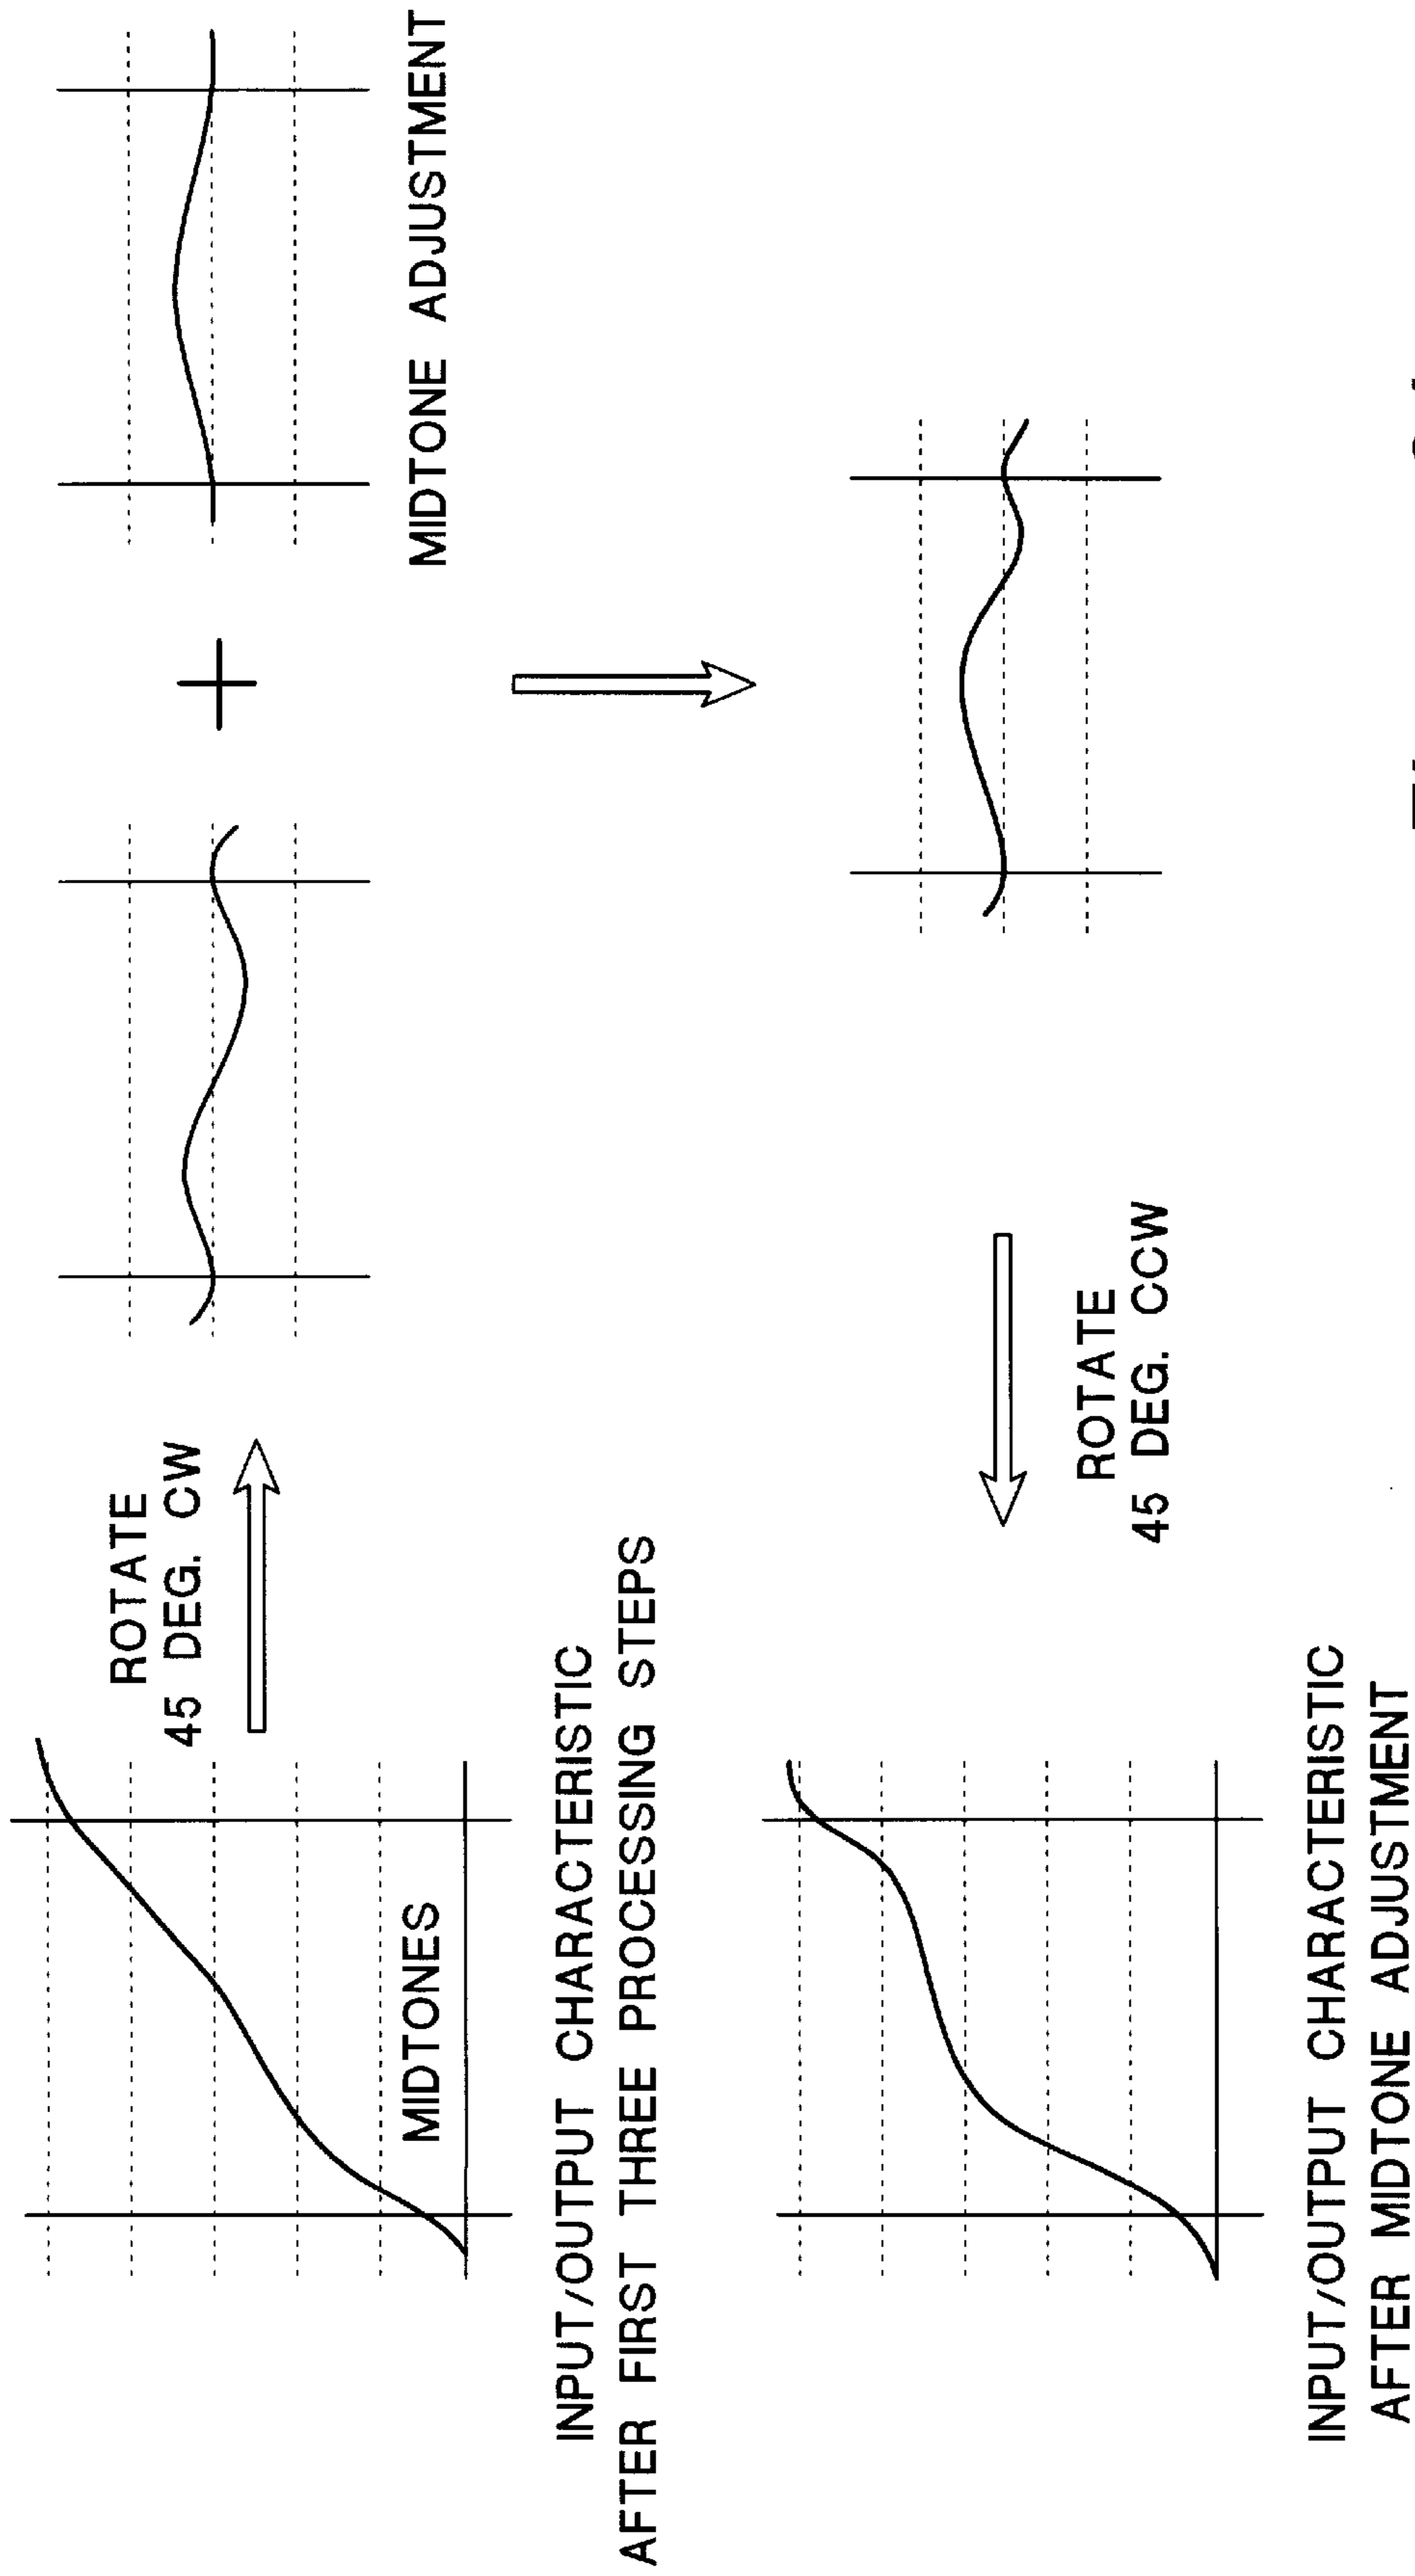 ROTATE
45 DEG. CW
MIDTONES
INPUT/OUTPUT CHARACTERISTIC
AFTER FIRST THREE PROCESSING STEPS
MIDTONE ADJUSTMENT
ROTATE
45 DEG. CCW
INPUT/OUTPUT CHARACTERISTIC
AFTER MIDTONE ADJUSTMENT